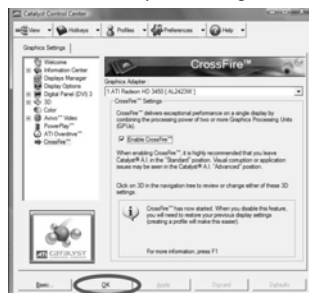 Catalyst Control Center
View Hotkeys Profiles Preferences Help
Graphics Settings
Welcome
Information Center
Displays Manager
Display Options
Digital Panel (DVI) 3
3D
Color
Avivo™ Video
PowerPlay™
ATI Overdrive™
CrossFire™
CATALYST
CrossFire™
Graphics Adapter
1.ATI Radeon HD 3450 [ AL2423W ]
CrossFire™ Settings
CrossFire™ delivers exceptional performance on a single display by
combining the processing power of two or more Graphics Processing Units
(GPUs).
Enable CrossFire™
When enabling CrossFire™, it is highly recommended that you leave
Catalyst® A.I. in the "Standard" position. Visual corruption or application
issues may be seen in the Catalyst® A.I. "Advanced" position.
Click on 3D in the navigation tree to review or change either of these 3D
settings.
CrossFire™ has now started. When you disable this feature,
you will need to restore your previous display settings
(creating a profile will make this easier).
For more information, press F1
Basic... OK Apply Discard Defaults